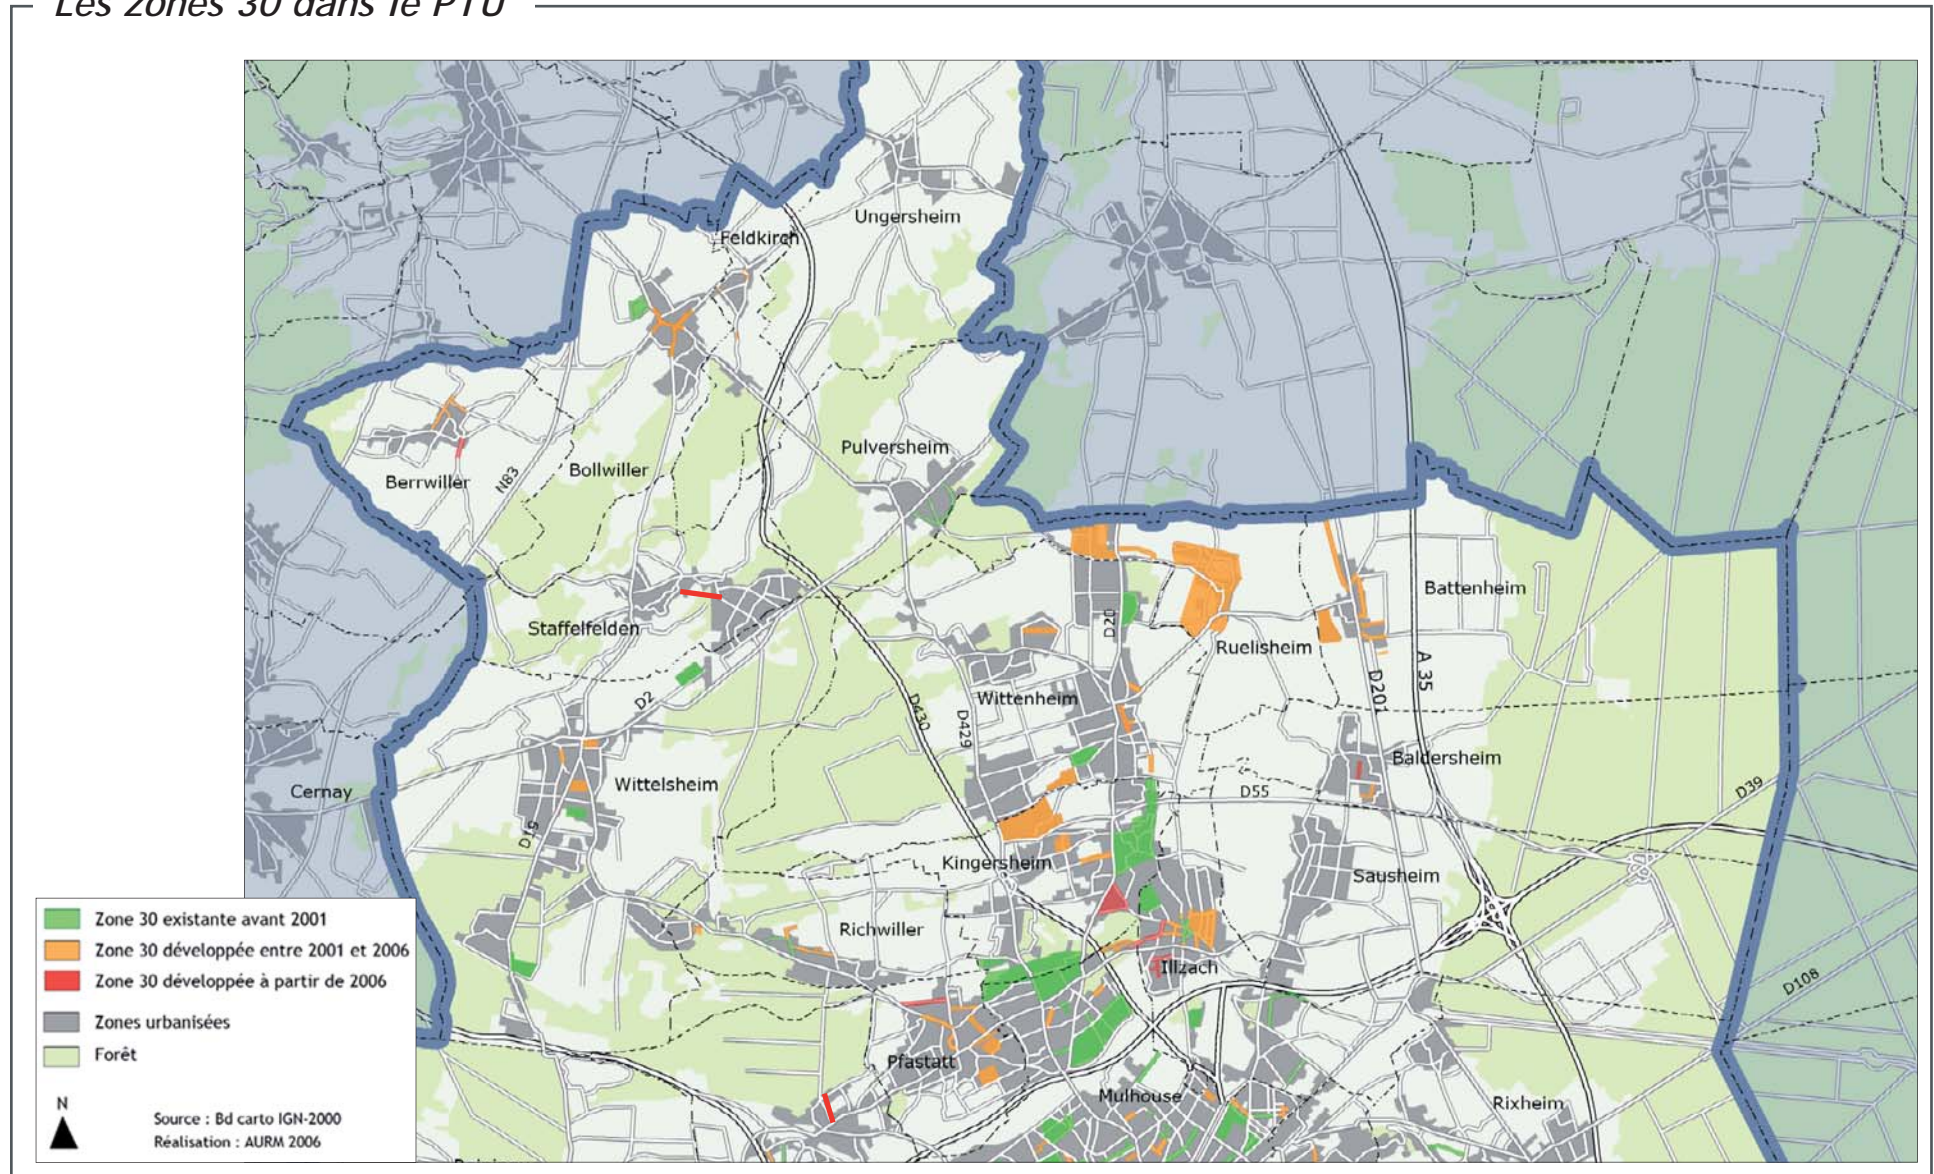 Les zones 30 dans le PTU
Ungersheim
Feldkirch
Pulversheim
Bollwiller
Berrwiller
N83
Battenheim
Staffelfelden
D20
Ruelisheim
A 35
D201
D2
Wittenheim
D430
D429
Baldersheim
Wittelsheim
Cernay
D55
D39
D19
Kingersheim
Sausheim
Richwiller
Illzach
D108
Pfastatt
Mulhouse
Rixheim
Zone 30 existante avant 2001
Zone 30 développée entre 2001 et 2006
Zone 30 développée à partir de 2006
Zones urbanisées
Forêt
N
Source : Bd carto IGN-2000
Réalisation : AURM 2006